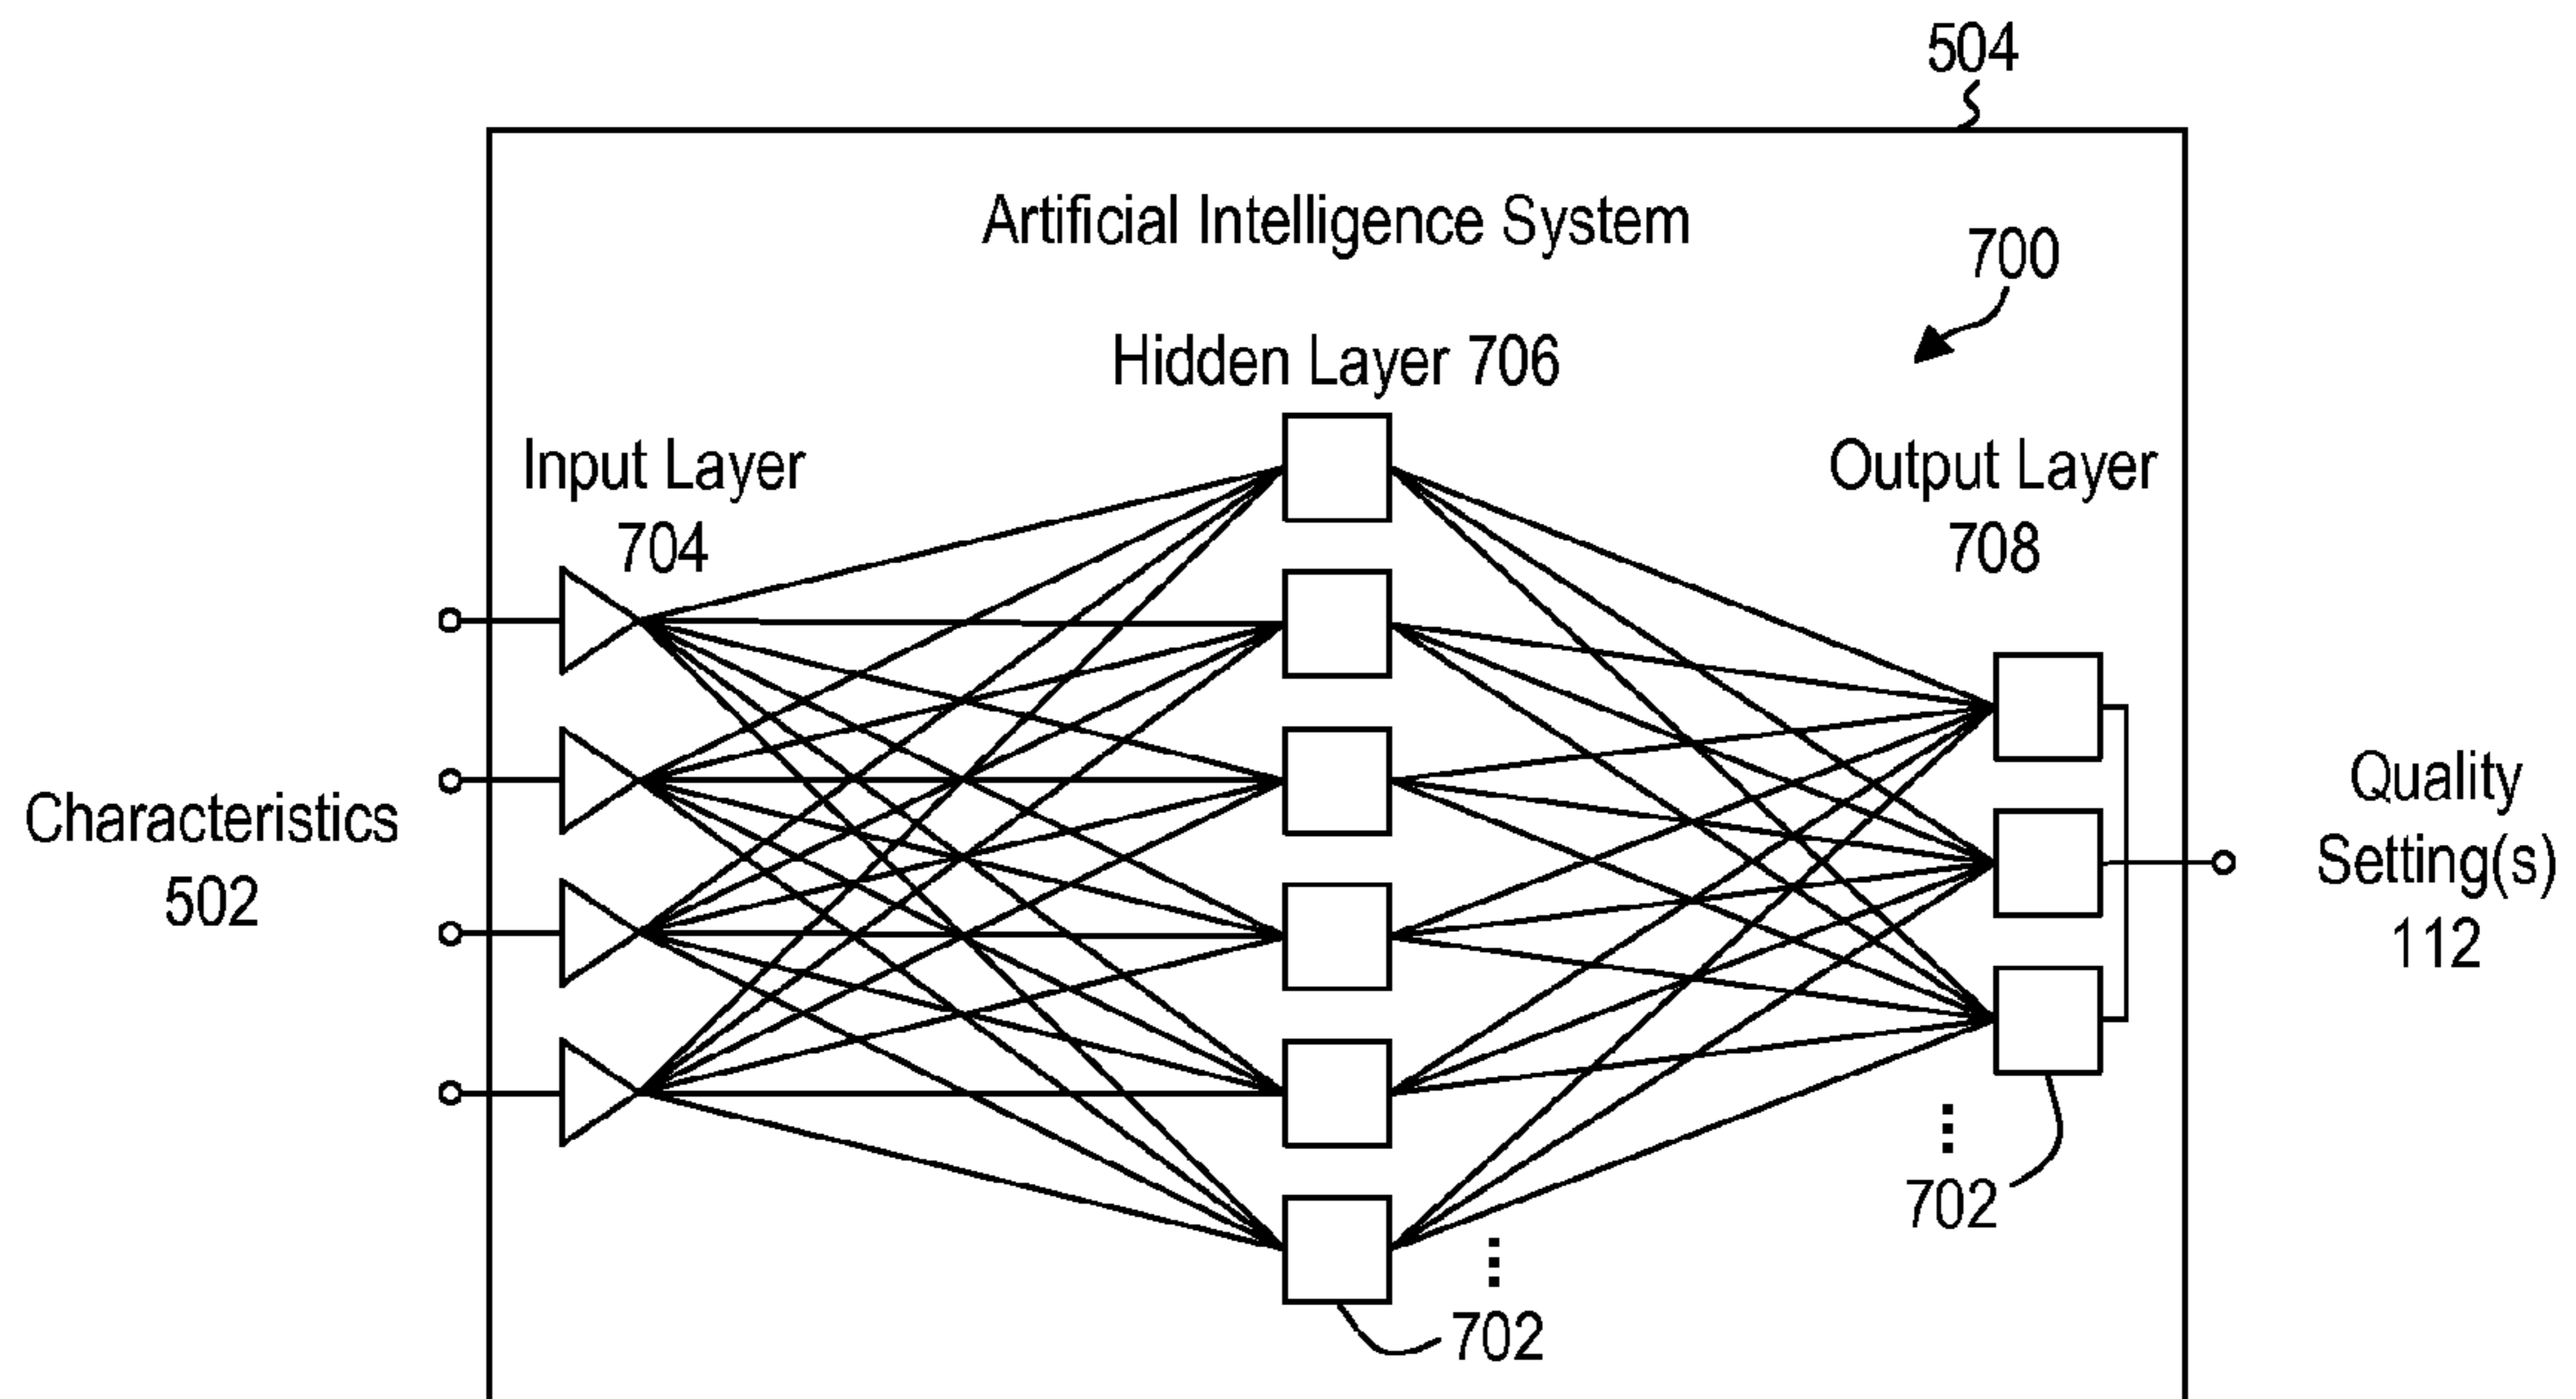 504
Artificial Intelligence System
700
Hidden Layer 706
Input Layer
704
Output Layer
708
Characteristics
502
Quality
Setting(s)
112
702
702